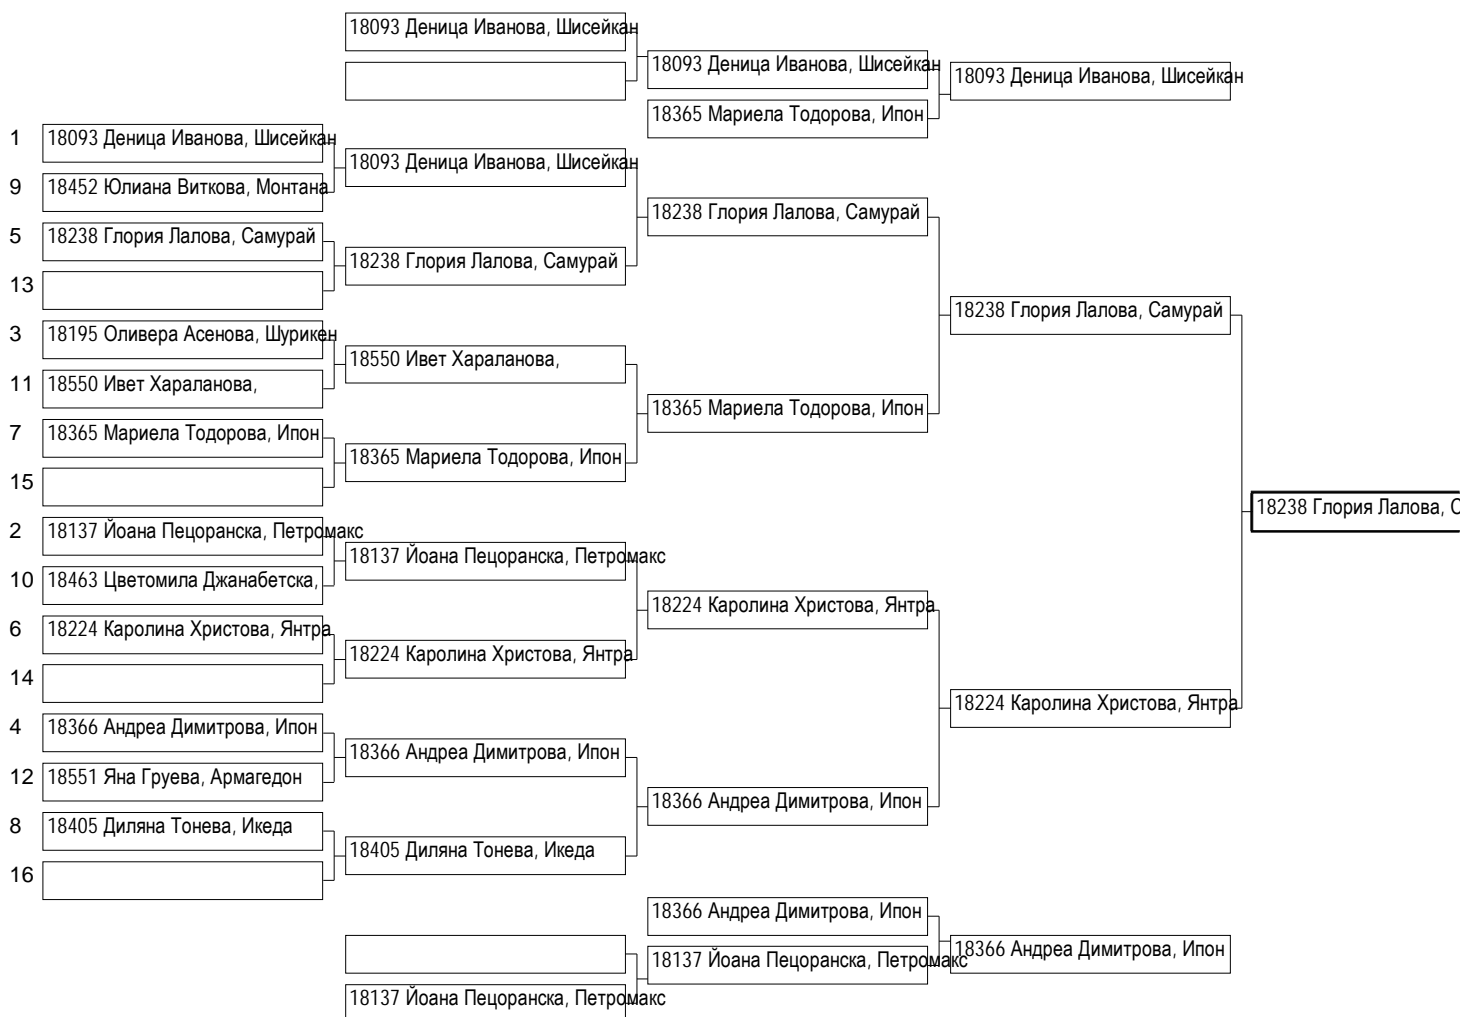 18093 Деница Иванова, Шисейкан
18093 Деница Иванова, Шисейкан
18093 Деница Иванова, Шисейкан
18365 Мариела Тодорова, Ипон
1 18093 Деница Иванова, Шисейкан
18093 Деница Иванова, Шисейкан
9 18452 Юлиана Виткова, Монтана
18238 Глория Лалова, Самурай
5 18238 Глория Лалова, Самурай
18238 Глория Лалова, Самурай
13
18238 Глория Лалова, Самурай
3 18195 Оливера Асенова, Шурикен
18550 Ивет Хараланова,
11 18550 Ивет Хараланова,
18365 Мариела Тодорова, Ипон
7 18365 Мариела Тодорова, Ипон
18365 Мариела Тодорова, Ипон
15
18238 Глория Лалова, С
2 18137 Йоана Пецоранска, Петромакс
18137 Йоана Пецоранска, Петромакс
10 18463 Цветомила Джанабетска,
18224 Каролина Христова, Янтра
6 18224 Каролина Христова, Янтра
18224 Каролина Христова, Янтра
14
18224 Каролина Христова, Янтра
4 18366 Андреа Димитрова, Ипон
18366 Андреа Димитрова, Ипон
12 18551 Яна Груева, Армагедон
18366 Андреа Димитрова, Ипон
8 18405 Диляна Тонева, Икеда
18405 Диляна Тонева, Икеда
16
18366 Андреа Димитрова, Ипон
18366 Андреа Димитрова, Ипон
18137 Йоана Пецоранска, Петромакс
18137 Йоана Пецоранска, Петромакс